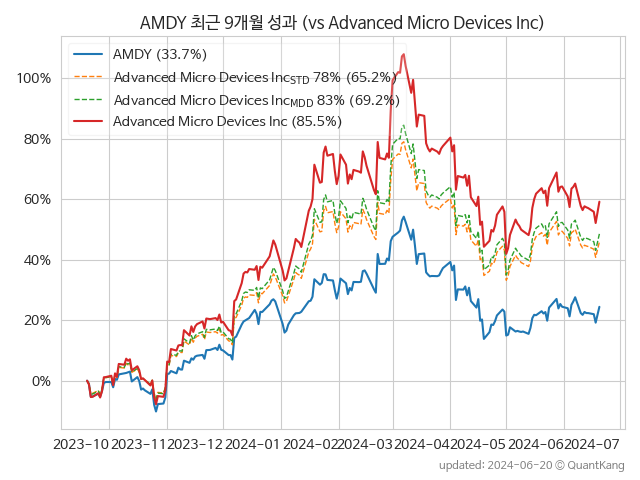 AMDY 최근 9개월 성과 (vs Advanced Micro Devices Inc)
AMDY (33.7%)
Advanced Micro Devices Inc_STD 78% (65.2%)
Advanced Micro Devices Inc_MDD 83% (69.2%)
Advanced Micro Devices Inc (85.5%)
100%
80%
60%
40%
20%
0%
2023-10 2023-11 2023-12 2024-01 2024-02 2024-03 2024-04 2024-05 2024-06 2024-07
updated: 2024-06-20 © QuantKang